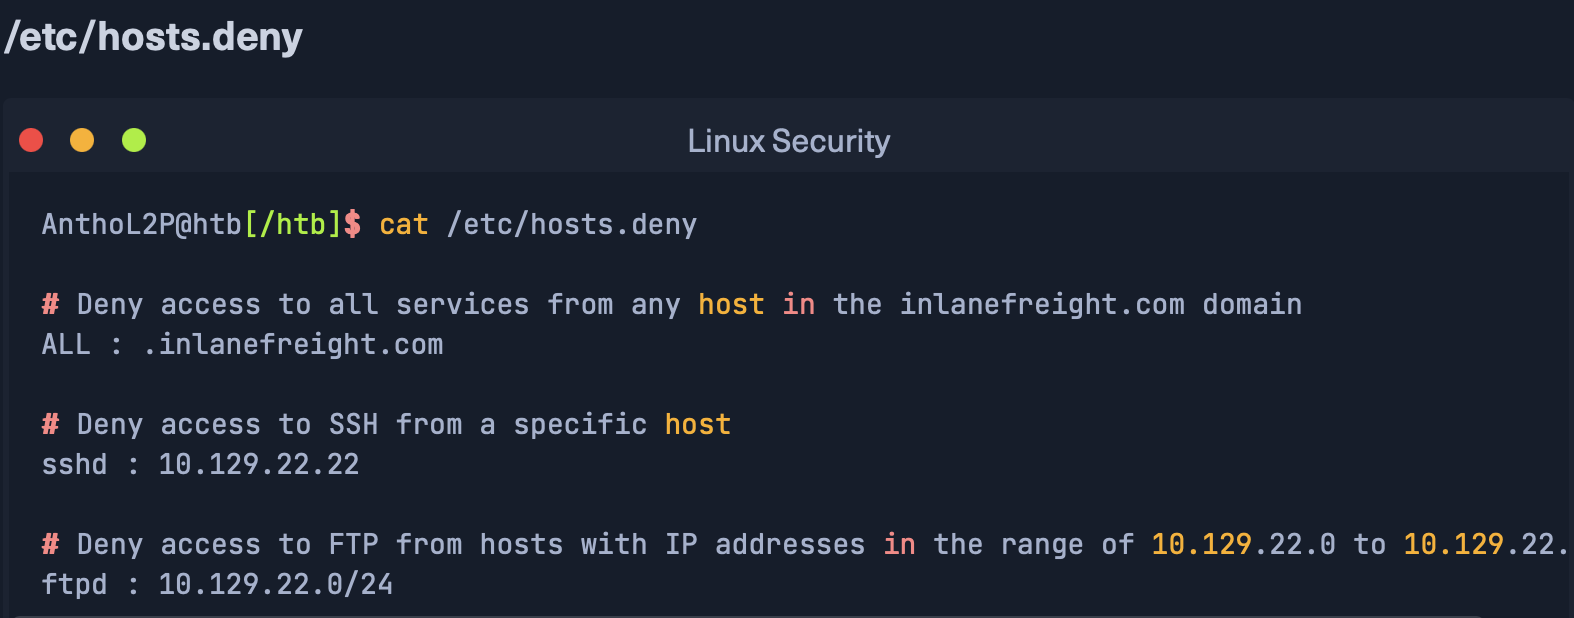 /etc/hosts.deny
Linux Security
AnthoL2P@htb[/htb]$ cat /etc/hosts.deny
# Deny access to all services from any host in the inlanefreight.com domain
ALL : .inlanefreight.com
# Deny access to SSH from a specific host
sshd : 10.129.22.22
# Deny access to FTP from hosts with IP addresses in the range of 10.129.22.0 to 10.129.22.
ftpd : 10.129.22.0/24